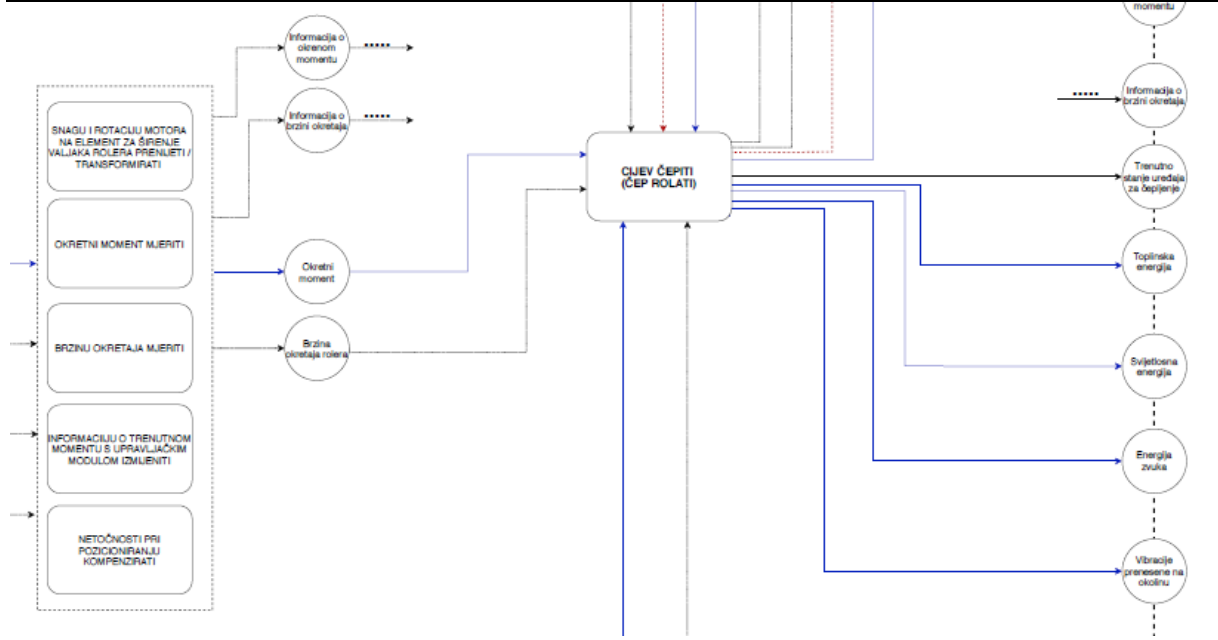 Informacija o
okrenom
momentu
Informacija o
brzini okretaja
SNAGU I ROTACIJU MOTORA
NA ELEMENT ZA ŠIRENJE
VALJAKA ROLERA PRENIJETI /
TRANSFORMIRATI
OKRETNI MOMENT MJERITI
BRZINU OKRETAJA MJERITI
INFORMACIJU O TRENUTNOM
MOMENTU S UPRAVLJAČKIM
MODULOM IZMIJENITI
NETOČNOSTI PRI
POZICIONIRANJU
KOMPENZIRATI
Okretni
moment
Brzina
okretaja rolera
CIJEV ČEPITI
(ČEP ROLATI)
momentu
Informacija o
brzini okretaja
Trenutno
stanje uređaja
za čepljenje
Toplinska
energija
Svijetlosna
energija
Energija
zvuka
Vibracije
prenesene na
okolinu